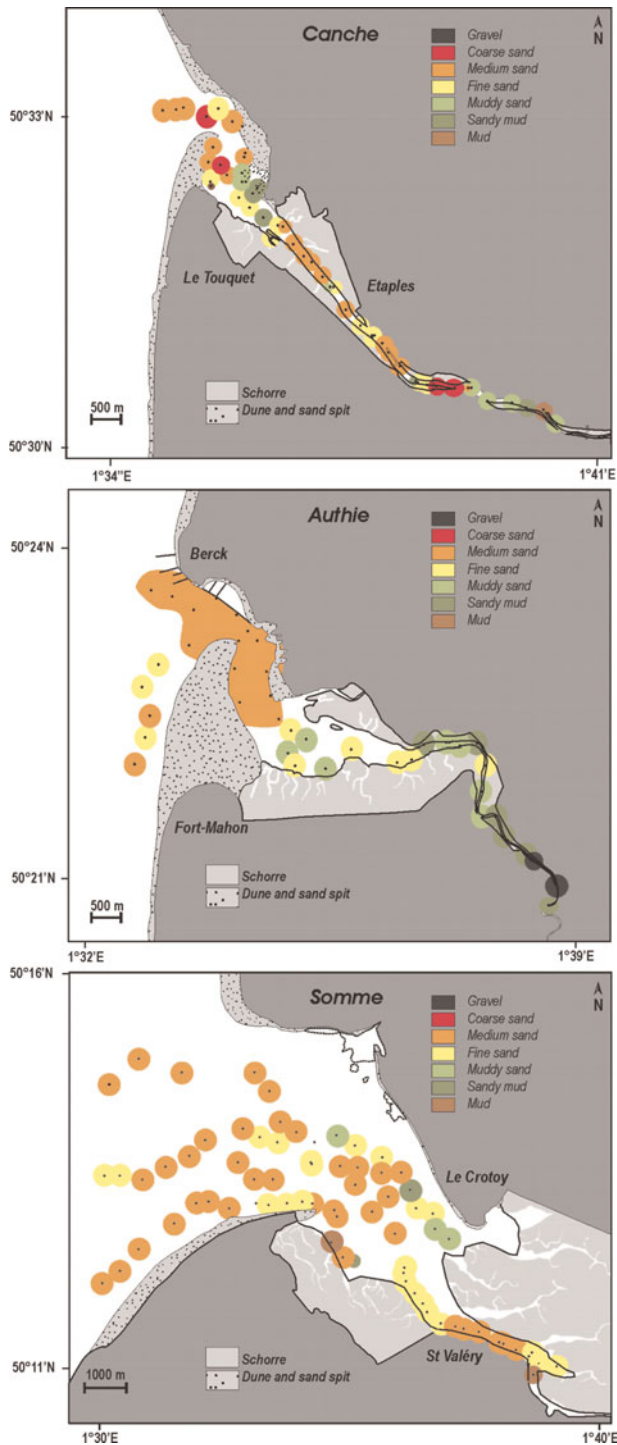 Canche
N
Gravel
Coarse sand
Medium sand
Fine sand
Muddy sand
Sandy mud
Mud
50°33'N
Le Touquet
Etaples
Schorre
Dune and sand spit
500 m
50°30'N
1°34''E
1°41'E
Authie
N
50°24'N
Berck
Gravel
Coarse sand
Medium sand
Fine sand
Muddy sand
Sandy mud
Mud
Fort-Mahon
Schorre
Dune and sand spit
50°21'N
500 m
1°32'E
1°39'E
50°16'N
Somme
N
Gravel
Coarse sand
Medium sand
Fine sand
Muddy sand
Sandy mud
Mud
Le Crotoy
St Valéry
Schorre
Dune and sand spit
50°11'N
1000 m
1°30'E
1°40'E